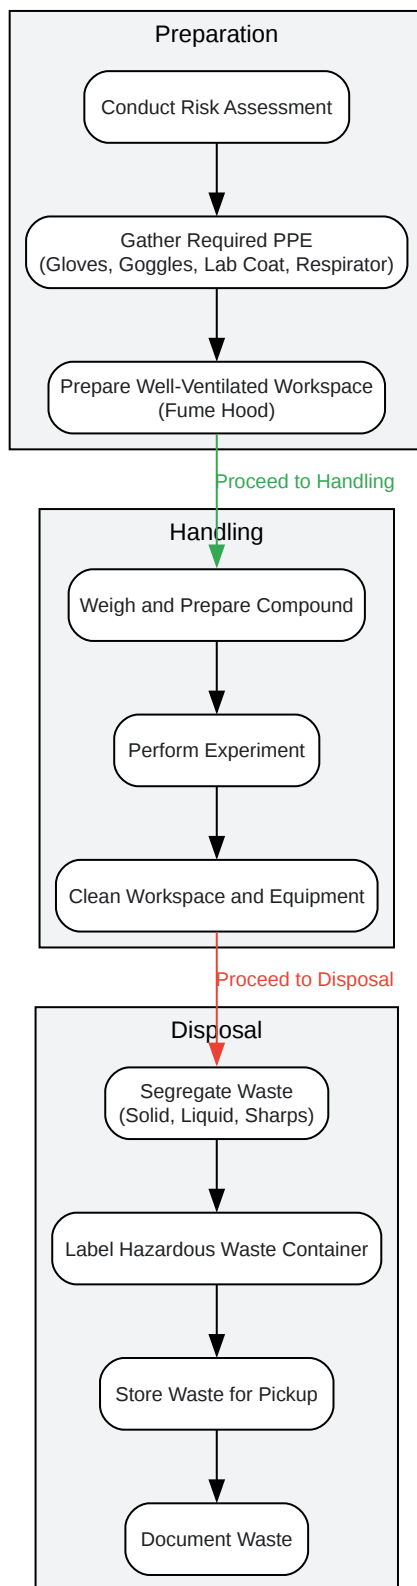 Preparation
Conduct Risk Assessment
Gather Required PPE
(Gloves, Goggles, Lab Coat, Respirator)
Prepare Well-Ventilated Workspace
(Fume Hood)
Proceed to Handling
Handling
Weigh and Prepare Compound
Perform Experiment
Clean Workspace and Equipment
Proceed to Disposal
Disposal
Segregate Waste
(Solid, Liquid, Sharps)
Label Hazardous Waste Container
Store Waste for Pickup
Document Waste